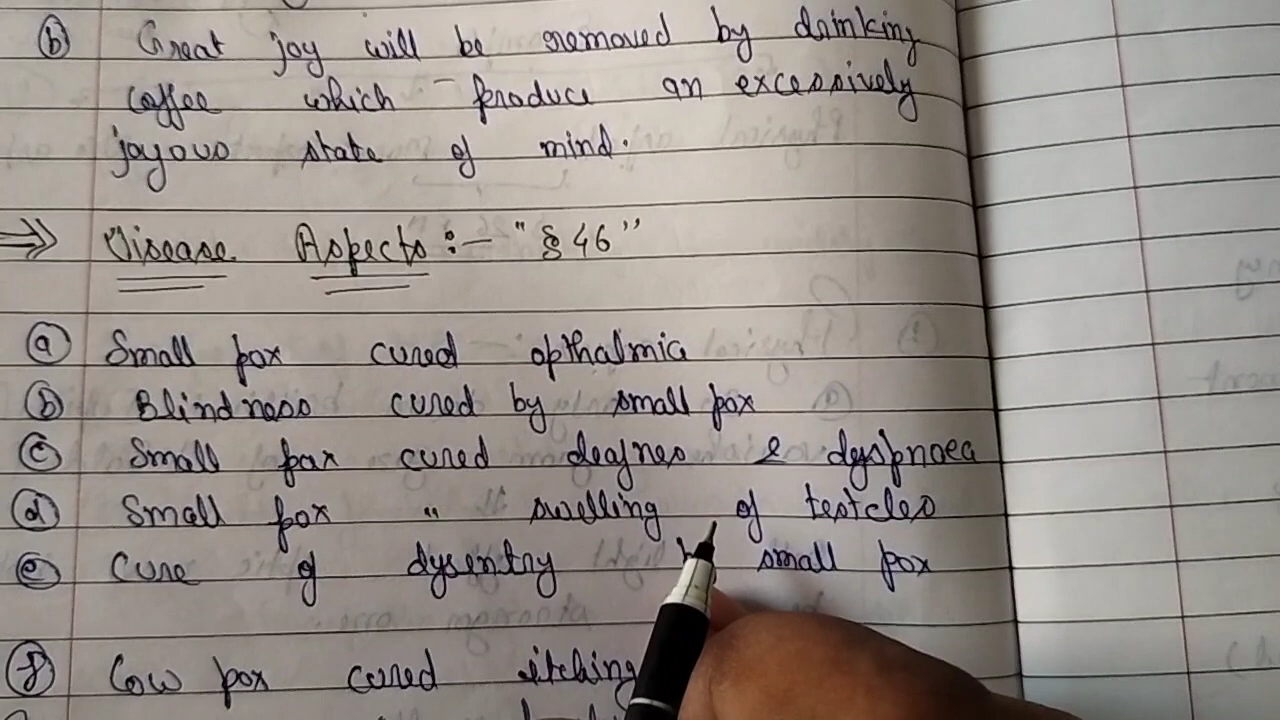 (b) Great joy will be removed by drinking
coffee which produce an excessively
joyous state of mind.
⇒ Disease Aspects :- "§ 46"
(a) Small pox cured opthalmia
(b) Blindness cured by small pox
(c) Small pax cured deafness & dyspnoea
(d) Small pox " swelling of testcles
(e) Cure of dysentry small pox
(f) Cow pox cured itching